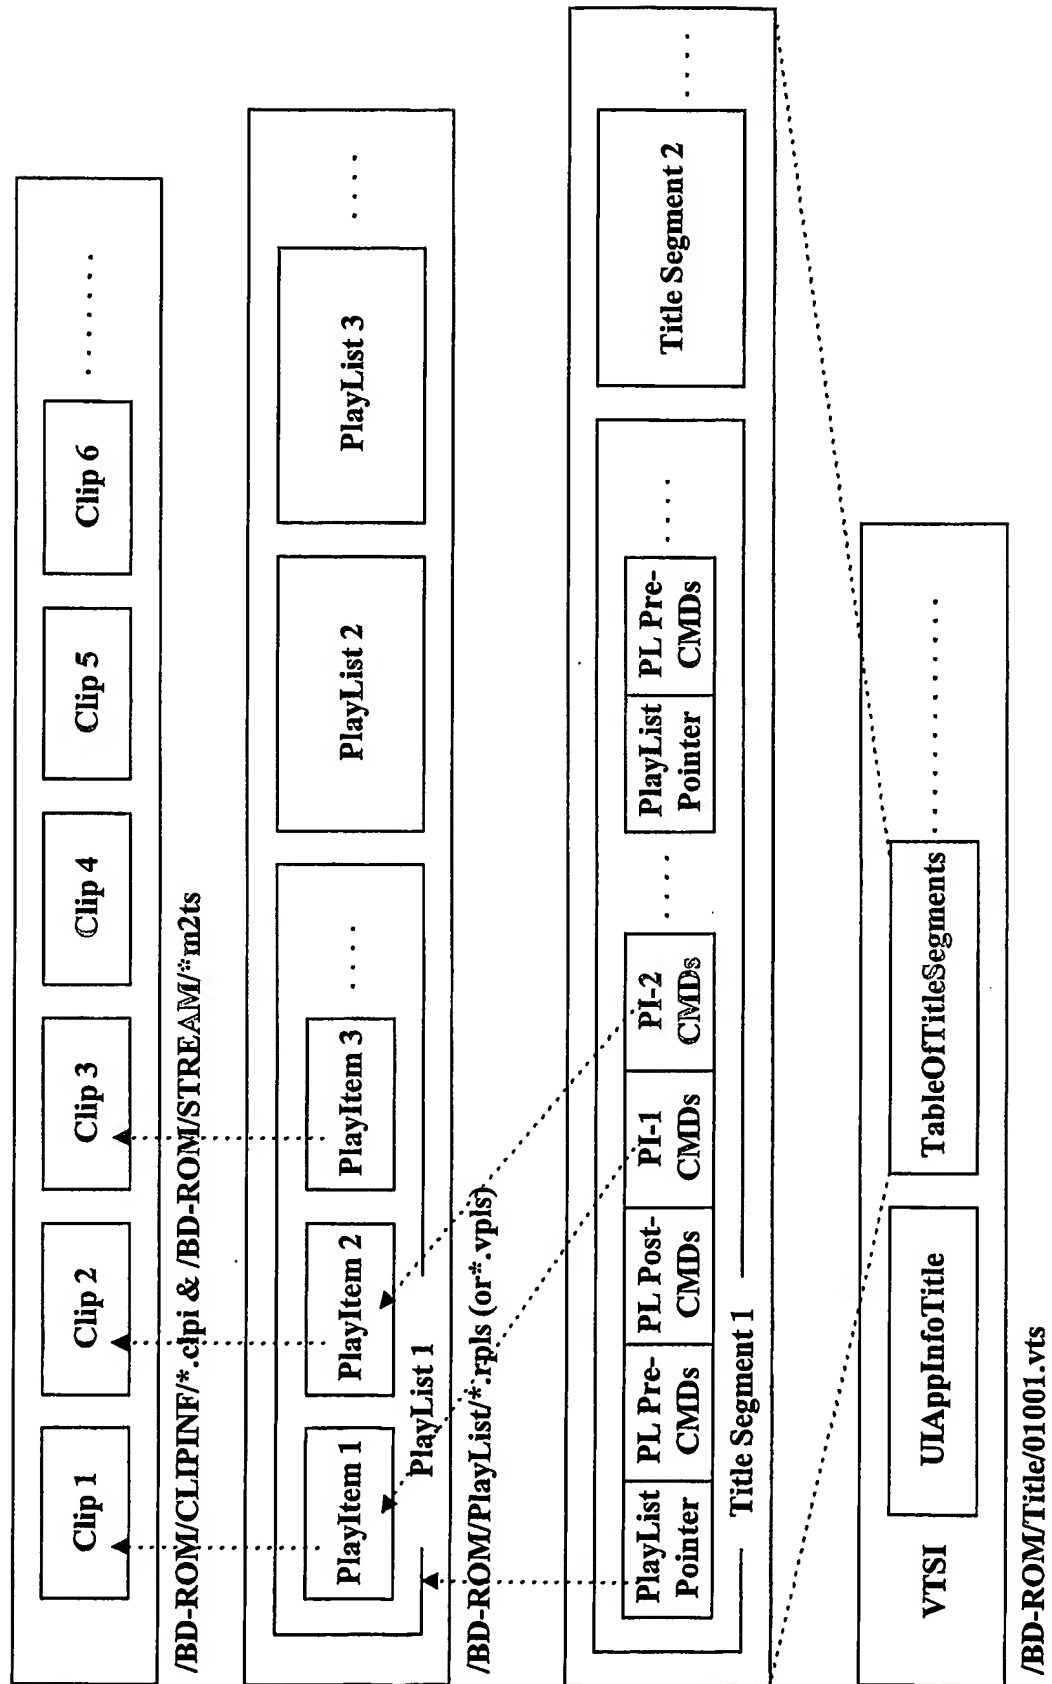 Clip 1
Clip 2
Clip 3
Clip 4
Clip 5
Clip 6
. . . . . . .
/BD-ROM/CLIPINF/*.clpi & /BD-ROM/STREAM/*m2ts
PlayItem 1
PlayItem 2
PlayItem 3
. . . .
PlayList 1
PlayList 2
PlayList 3
. . . .
/BD-ROM/PlayList/*.rpls (or*.vpls)
PlayList
Pointer
PL Pre-
CMDs
PL Post-
CMDs
PI-1
CMDs
PI-2
CMDs
. . . .
PlayList
Pointer
PL Pre-
CMDs
. . . .
Title Segment 1
Title Segment 2
. . . .
VTSI
UIAppInfoTitle
TableOfTitleSegments
. . . . . . . . . . . .
/BD-ROM/Title/01001.vts